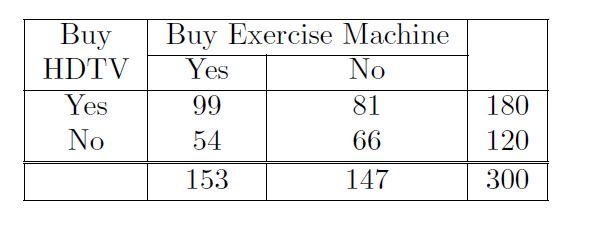 Buy Buy Exercise Machine
HDTV Yes No
Yes 99 81 180
No 54 66 120
153 147 300